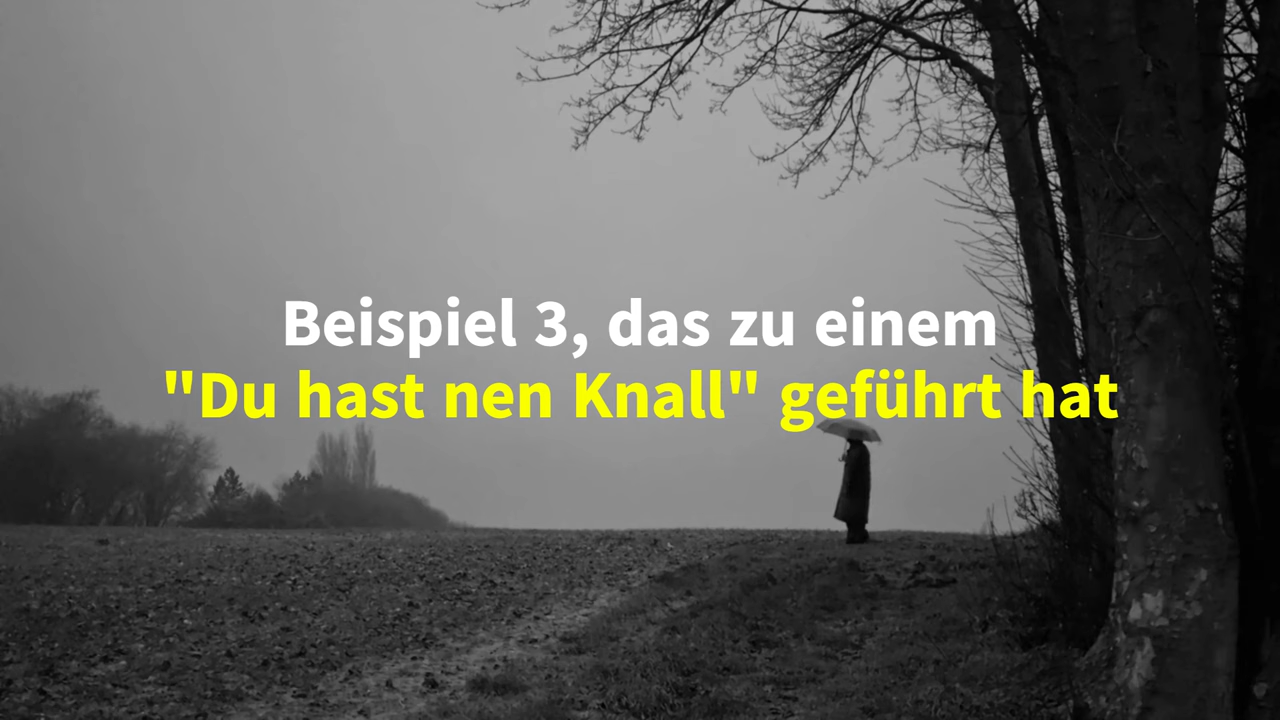 Beispiel 3, das zu einem
"Du hast nen Knall" geführt hat